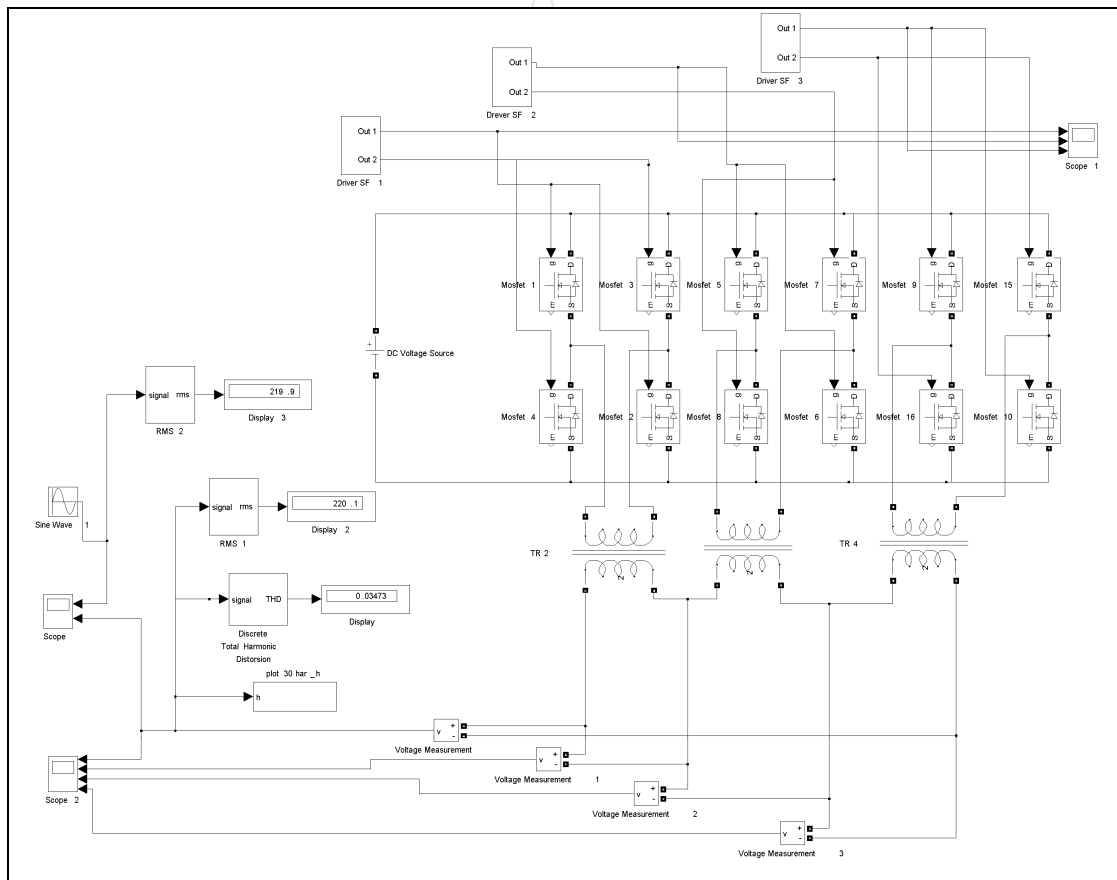 Out 1
Out 2
Driver SF 3
Out 1
Out 2
Drever SF 2
Out 1
Out 2
Driver SF 1
Scope 1
g D
Mosfet 1
m S
g D
Mosfet 3
m S
g D
Mosfet 5
m S
g D
Mosfet 7
m S
g D
Mosfet 9
m S
g D
Mosfet 15
m S
+
DC Voltage Source
g D
Mosfet 4
m S
g D
Mosfet 2
m S
g D
Mosfet 8
m S
g D
Mosfet 6
m S
g D
Mosfet 16
m S
g D
Mosfet 10
m S
signal rms
RMS 2
219 .9
Display 3
signal rms
RMS 1
220 .1
Display 2
Sine Wave 1
TR 2
2
2
TR 4
2
signal THD
Discrete
Total Harmonic
Distorsion
0 .03473
Display
Scope
plot 30 har _h
h
v + -
Voltage Measurement
v + -
Voltage Measurement 1
v + -
Voltage Measurement 2
v + -
Voltage Measurement 3
Scope 2